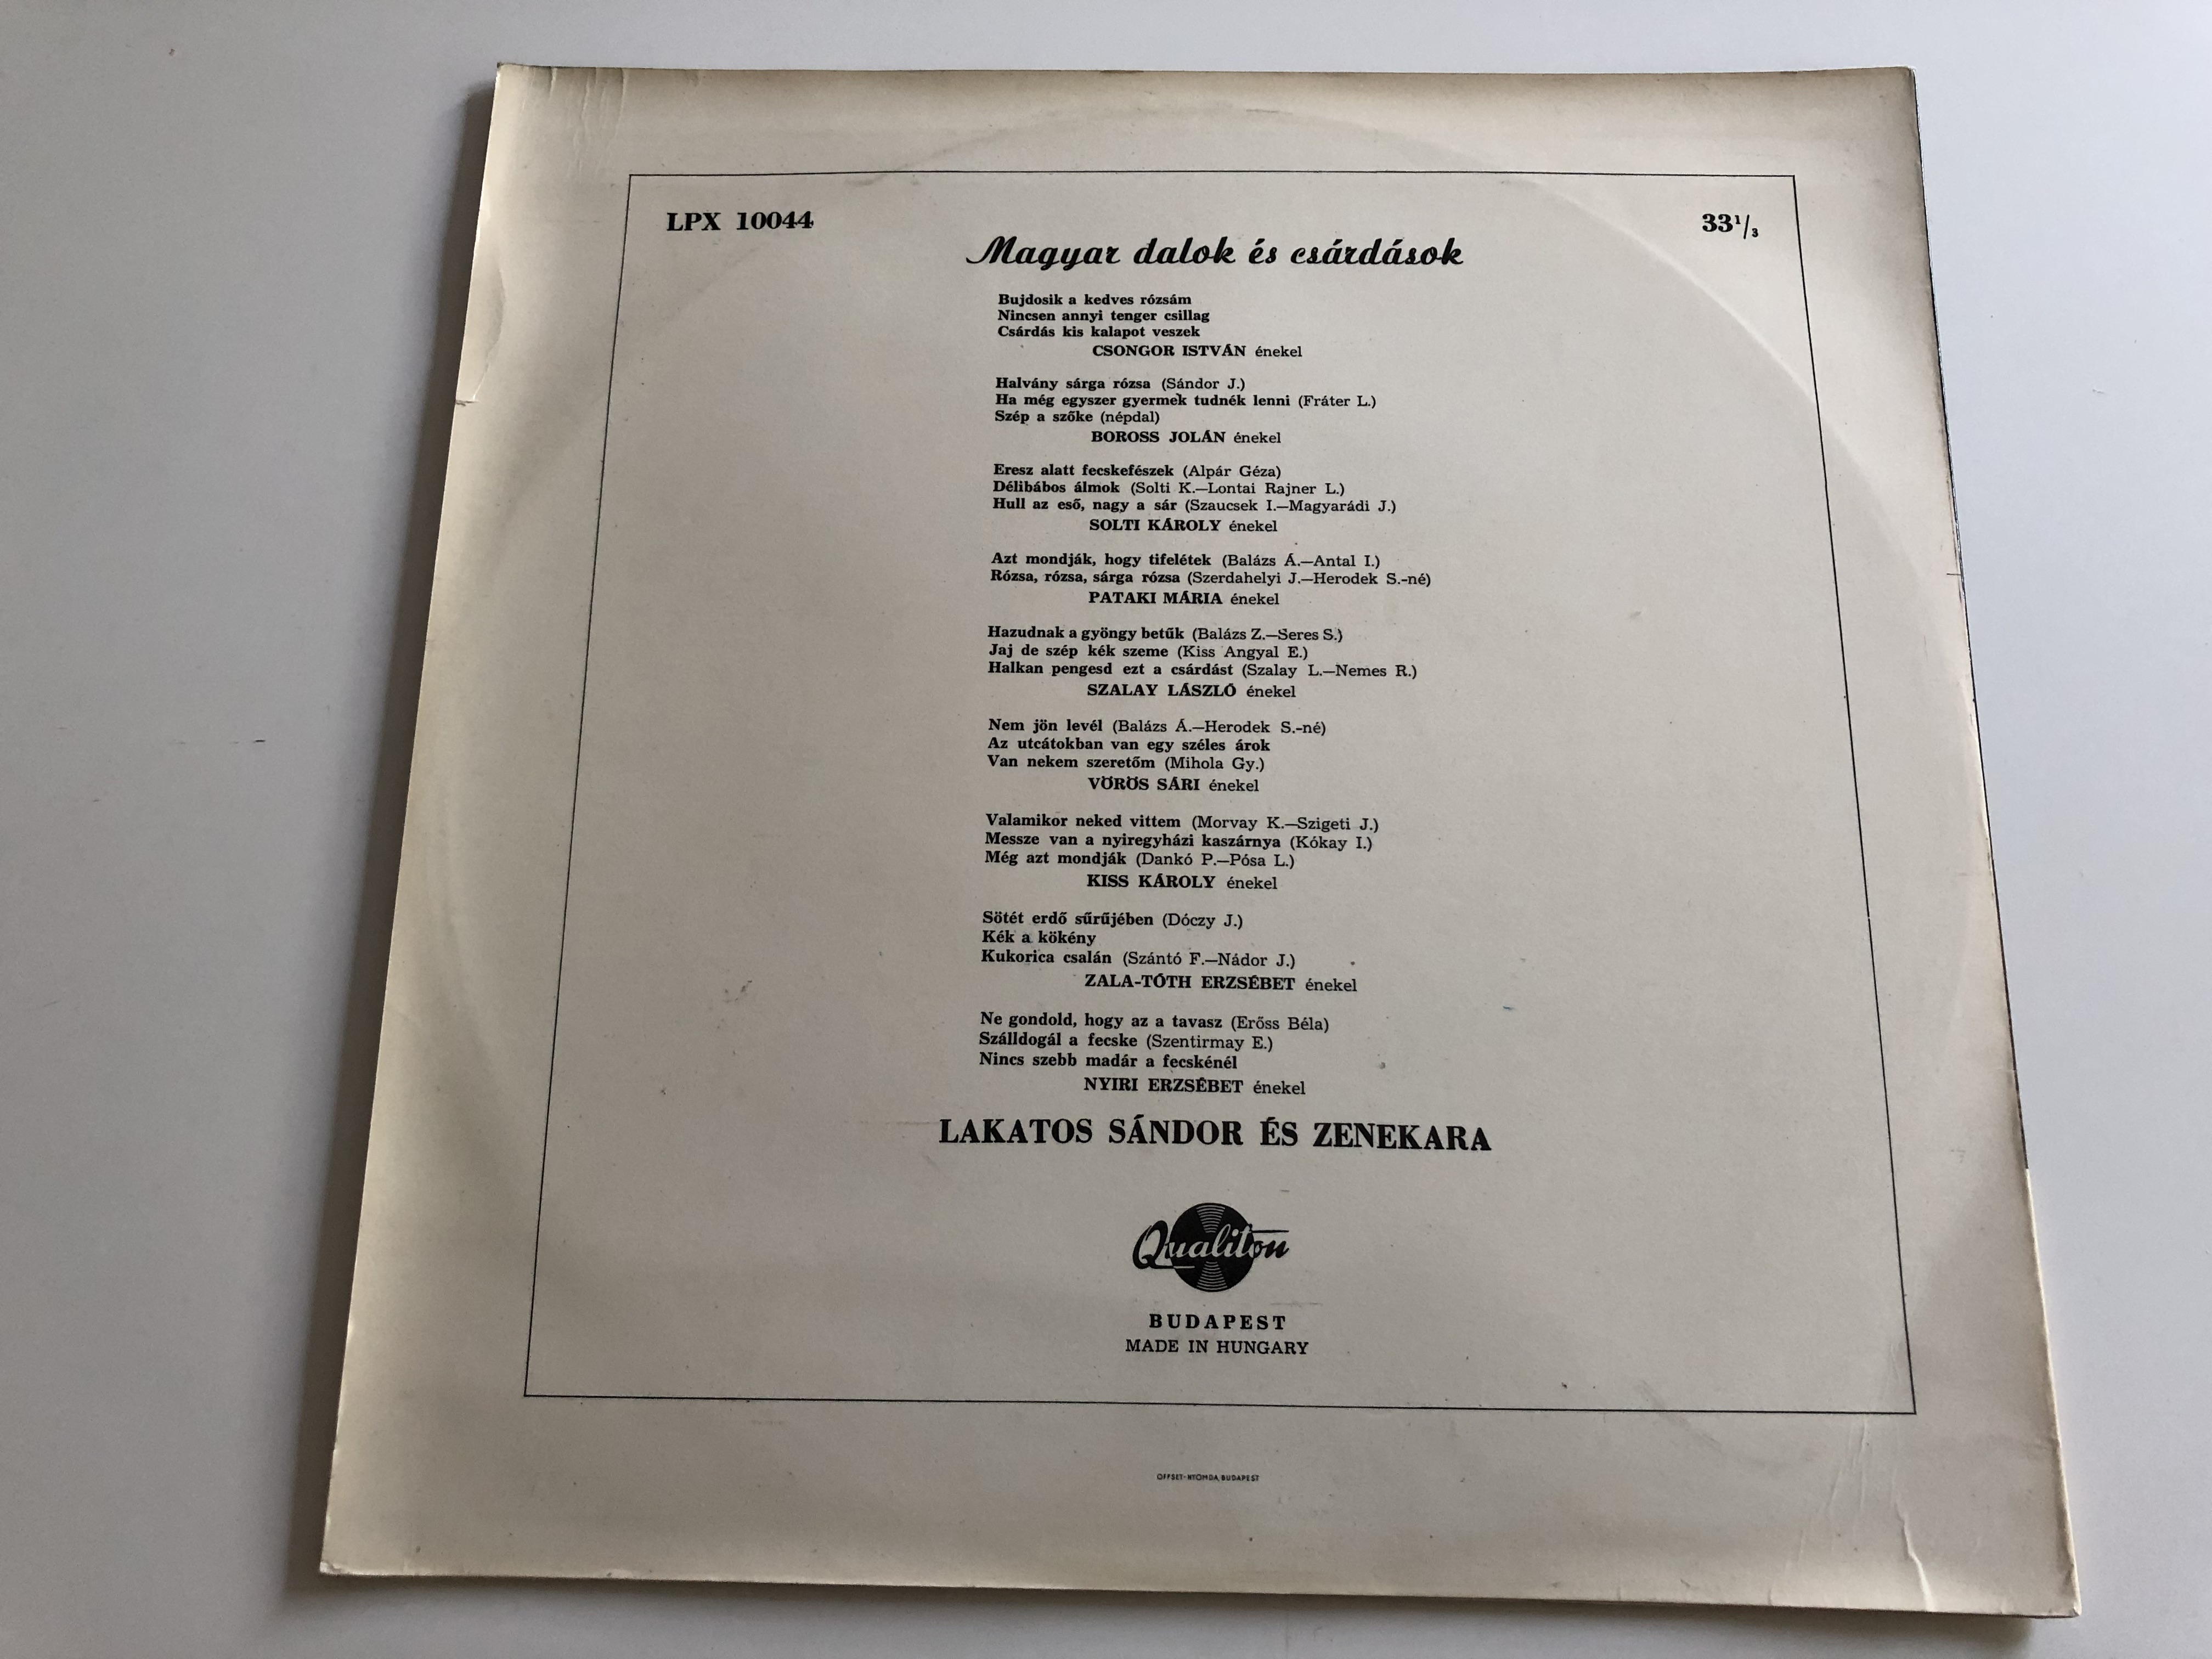 LPX 10044
33 1/3
Magyar dalok és csárdások
Bujdosik a kedves rózsám
Nincsen annyi tenger csillag
Csárdás kis kalapot veszek
CSONGOR ISTVÁN énekel
Halvány sárga rózsa (Sándor J.)
Ha még egyszer gyermek tudnék lenni (Fráter L.)
Szép a szőke (népdal)
BOROSS JOLÁN énekel
Eresz alatt fecskefészek (Alpár Géza)
Délibábos álmok (Solti K.—Lontai Rajner L.)
Hull az eső, nagy a sár (Szaucsek I.—Magyarádi J.)
SOLTI KÁROLY énekel
Azt mondják, hogy tifelétek (Balázs Á.—Antal I.)
Rózsa, rózsa, sárga rózsa (Szerdahelyi J.—Herodek S.-né)
PATAKI MÁRIA énekel
Hazudnak a gyöngy betűk (Balázs Z.—Seres S.)
Jaj de szép kék szeme (Kiss Angyal E.)
Halkan pengesd ezt a csárdást (Szalay L.—Nemes R.)
SZALAY LÁSZLÓ énekel
Nem jön levél (Balázs Á.—Herodek S.-né)
Az utcátokban van egy széles árok
Van nekem szeretőm (Mihola Gy.)
VÖRÖS SÁRI énekel
Valamikor neked vittem (Morvay K.—Szigeti J.)
Messze van a nyiregyházi kaszárnya (Kókay I.)
Még azt mondják (Dankó P.—Pósa L.)
KISS KÁROLY énekel
Sötét erdő sűrűjében (Dóczy J.)
Kék a kökény
Kukorica csalán (Szántó F.—Nádor J.)
ZALA-TÓTH ERZSÉBET énekel
Ne gondold, hogy az a tavasz (Erőss Béla)
Szálldogál a fecske (Szentirmay E.)
Nincs szebb madár a fecskénél
NYIRI ERZSÉBET énekel
LAKATOS SÁNDOR ÉS ZENEKARA
Qualiton
BUDAPEST
MADE IN HUNGARY
OFFSET-NYOMDA, BUDAPEST